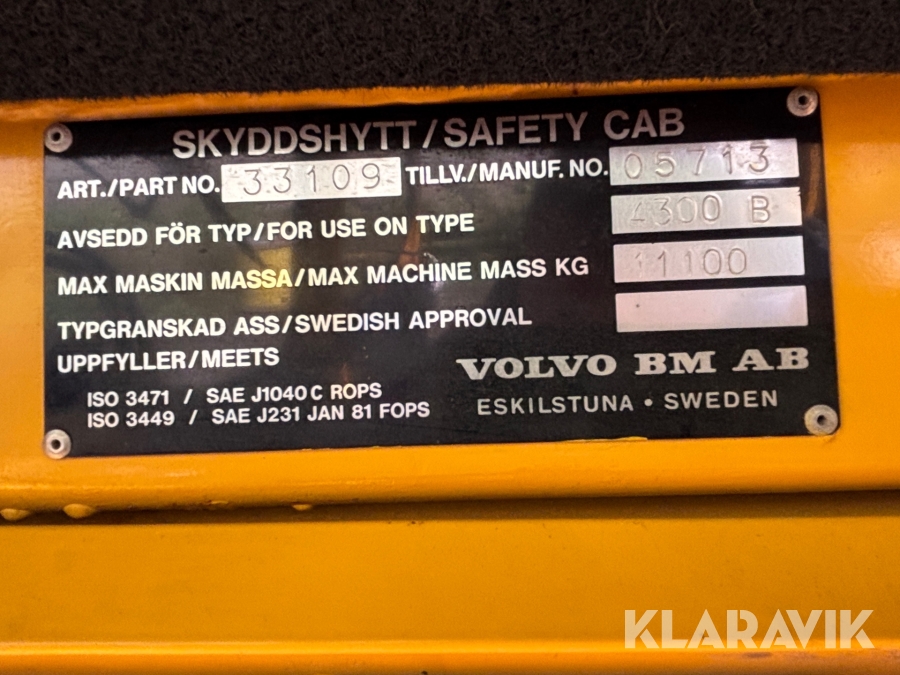 SKYDDSHYTT/SAFETY CAB
ART./PART NO. 33109 TILLV./MANUF. NO. 05713
AVSEDD FÖR TYP/FOR USE ON TYPE 4300 B
MAX MASKIN MASSA/MAX MACHINE MASS KG 11100
TYPGRANSKAD ASS/SWEDISH APPROVAL
UPPFYLLER/MEETS
ISO 3471 / SAE J1040 C ROPS
ISO 3449 / SAE J231 JAN 81 FOPS
VOLVO BM AB
ESKILSTUNA • SWEDEN
KLARAVIK